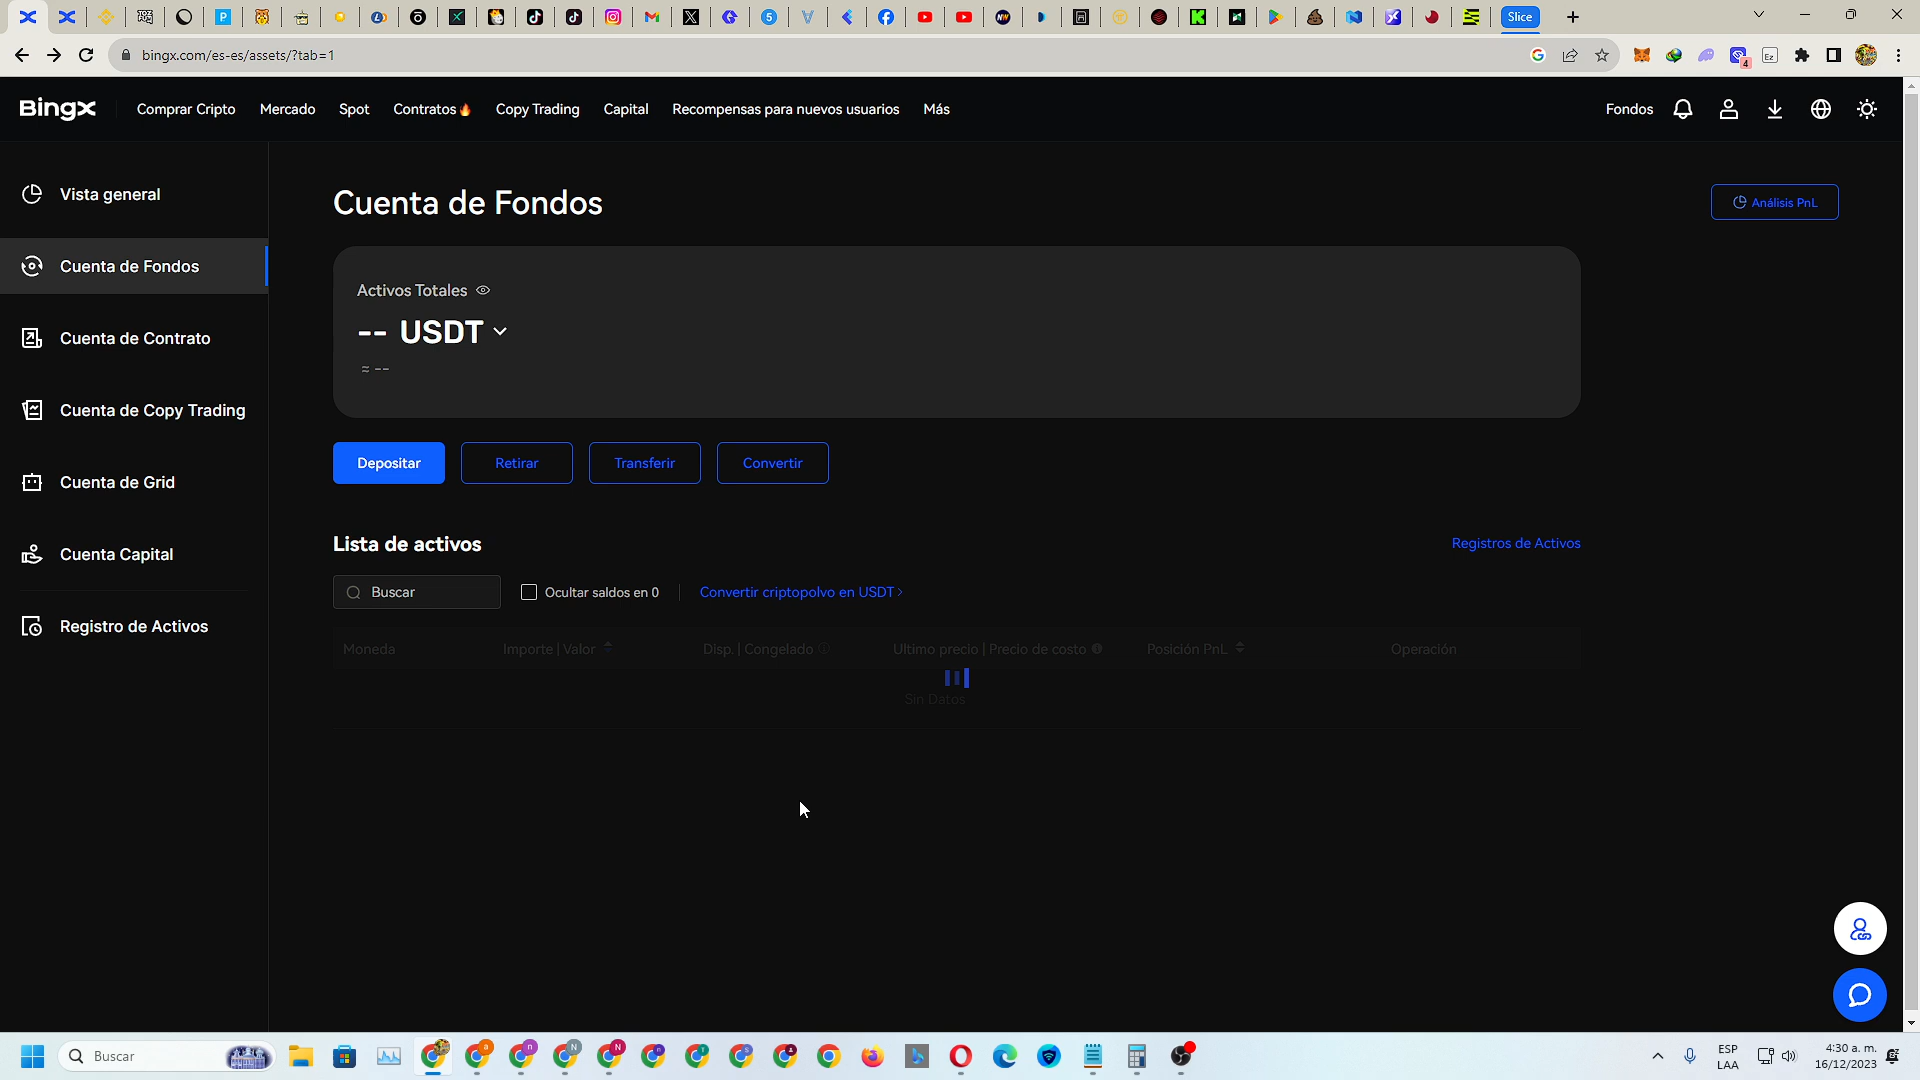 Slice
bingx.com/es-es/assets/?tab=1
4
Ez
BingX
Comprar Cripto
Mercado
Spot
Contratos
Copy Trading
Capital
Recompensas para nuevos usuarios
Más
Fondos
Vista general
Cuenta de Fondos
Cuenta de Contrato
Cuenta de Copy Trading
Cuenta de Grid
Cuenta Capital
Registro de Activos
Cuenta de Fondos
Análisis PnL
Activos Totales
-- USDT
≈ --
Depositar
Retirar
Transferir
Convertir
Lista de activos
Registros de Activos
Buscar
Ocultar saldos en 0
Convertir criptopolvo en USDT >
Moneda
Importe | Valor
Disp. | Congelado
Ultimo precio | Precio de costo
Posición PnL
Operación
Sin Datos
Buscar
ESP
LAA
4:30 a. m.
16/12/2023